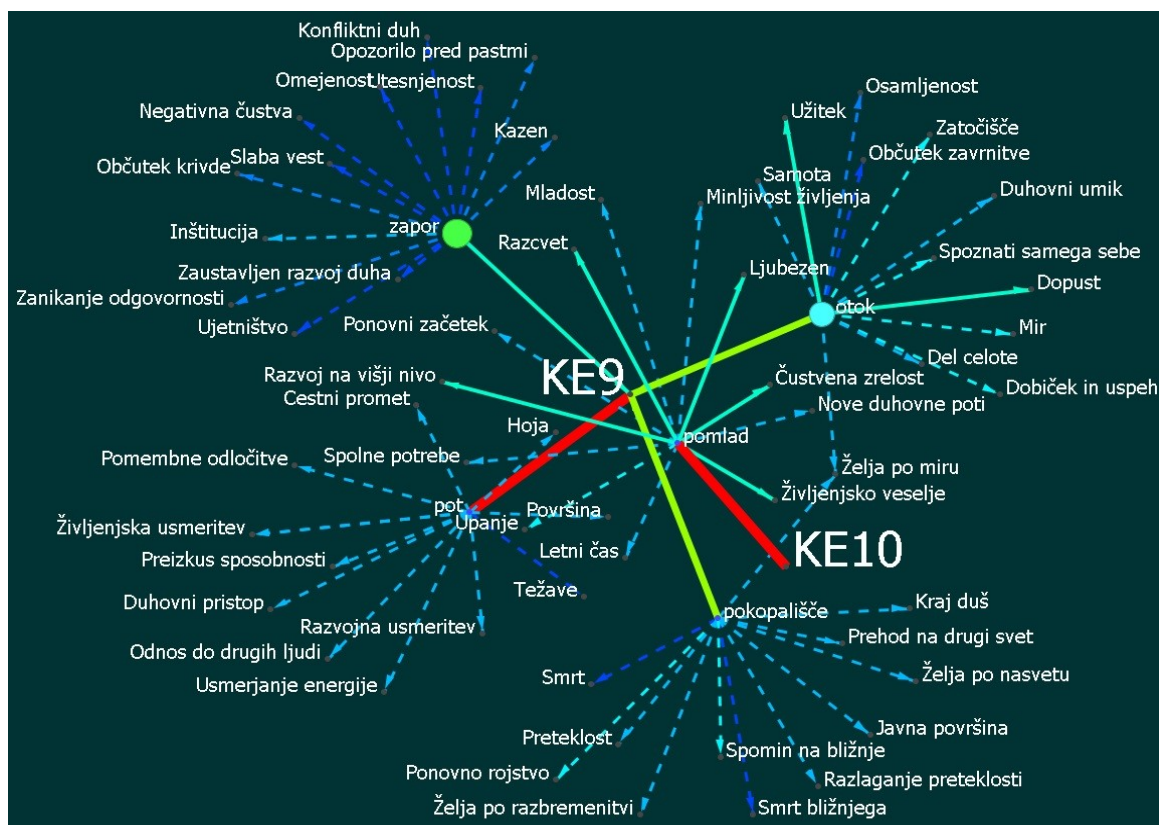 Konfliktni duh
Opozorilo pred pastmi
Omejenost
Utesnjenost
Negativna čustva
Kazen
Slaba vest
Občutek krivde
zapor
Inštitucija
Zaustavljen razvoj duha
Zanikanje odgovornosti
Ujetništvo
Osamljenost
Užitek
Zatočišče
Občutek zavrnitve
Samota
Mladost
Minljivost življenja
Duhovni umik
Razcvet
Spoznati samega sebe
Ljubezen
Dopust
otok
Ponovni začetek
Mir
Del celote
KE9
Razvoj na višji nivo
Čustvena zrelost
Dobiček in uspeh
Cestni promet
Nove duhovne poti
Hoja
pomlad
Pomembne odločitve
Spolne potrebe
Želja po miru
Življenjsko veselje
pot
Površina
Upanje
Življenjska usmeritev
Letni čas
KE10
Preizkus sposobnosti
Težave
Duhovni pristop
Kraj duš
pokopališče
Razvojna usmeritev
Prehod na drugi svet
Odnos do drugih ljudi
Želja po nasvetu
Smrt
Usmerjanje energije
Javna površina
Preteklost
Spomin na bližnje
Ponovno rojstvo
Razlaganje preteklosti
Želja po razbremenitvi
Smrt bližnjega